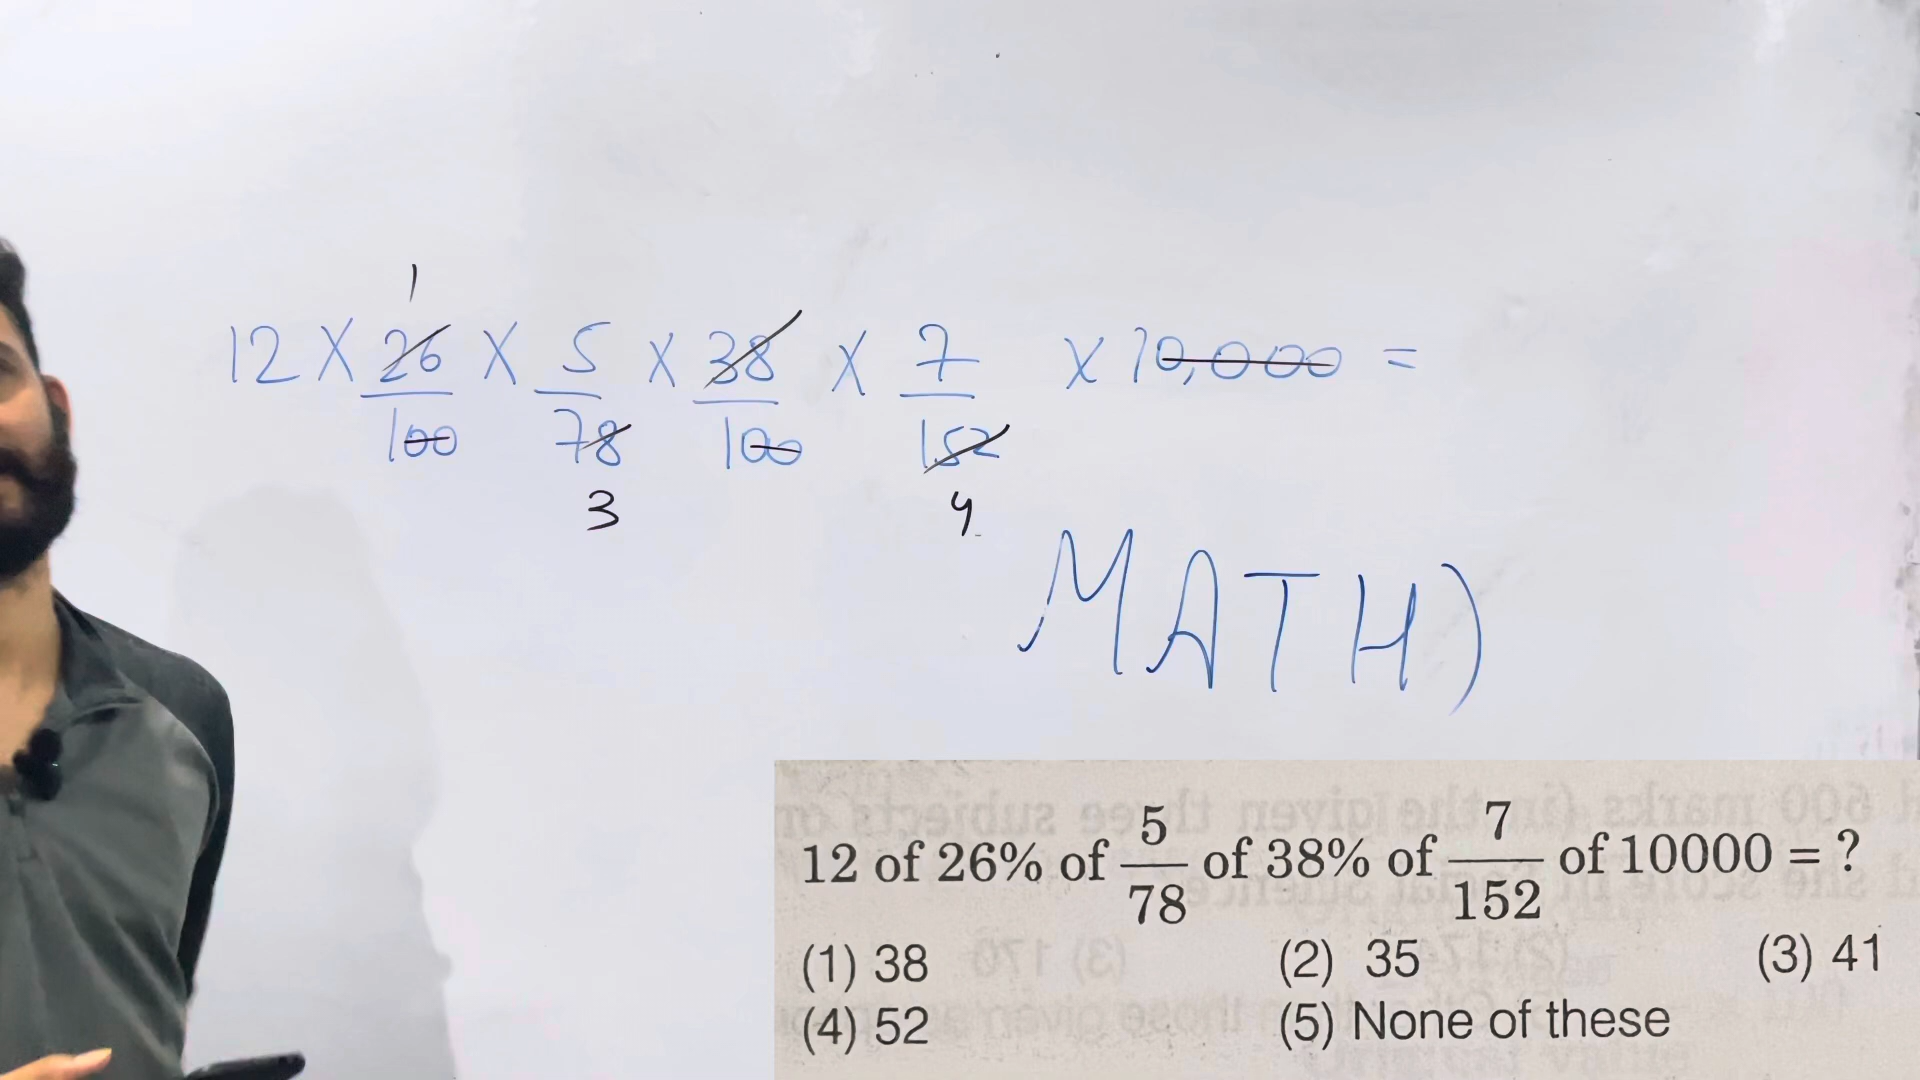 1
12 X 26/100 X 5/78 x 38/100 X 7/152 X 10,000 =
3 4
MATH)
12 of 26% of 5/78 of 38% of 7/152 of 10000 = ?
(1) 38 (2) 35 (3) 41
(4) 52 (5) None of these